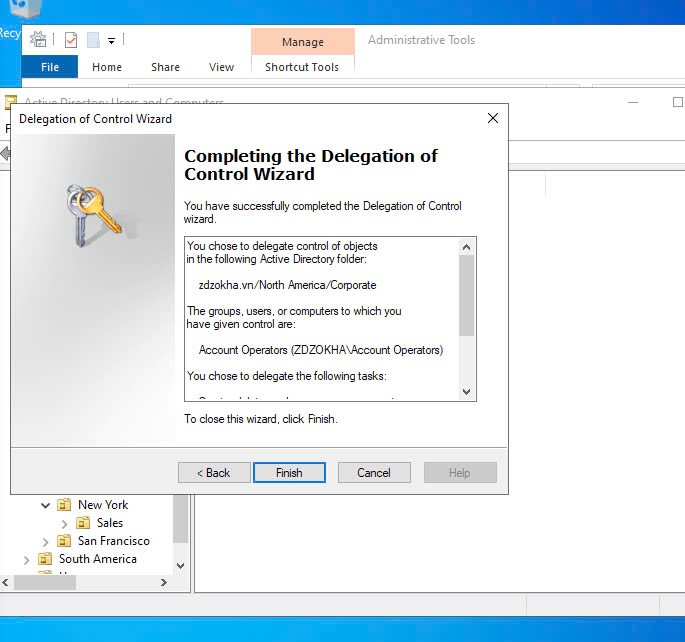 Recy
Manage
Administrative Tools
File
Home
Share
View
Shortcut Tools
Active Directory Users and Computers
F
Delegation of Control Wizard
Completing the Delegation of
Control Wizard
You have successfully completed the Delegation of Control
wizard.
You chose to delegate control of objects
in the following Active Directory folder:
zdzokha.vn/North America/Corporate
The groups, users, or computers to which you
have given control are:
Account Operators (ZDZOKHA\Account Operators)
You chose to delegate the following tasks:
To close this wizard, click Finish.
< Back
Finish
Cancel
Help
New York
Sales
San Francisco
South America